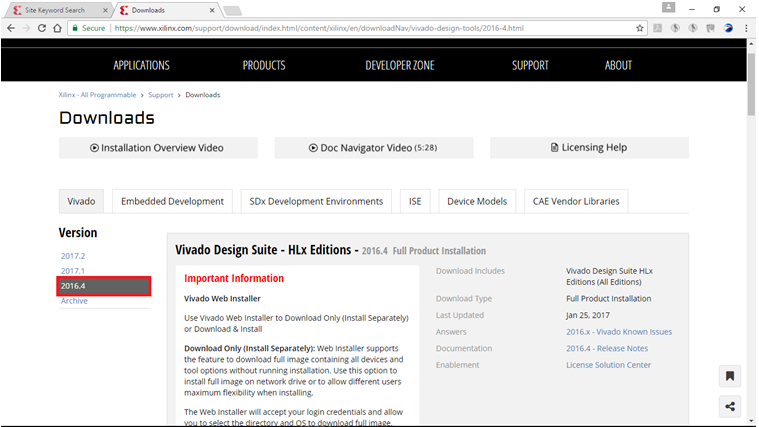 Site Keyword Search
Downloads
Secure
https://www.xilinx.com/support/download/index.html/content/xilinx/en/downloadNav/vivado-design-tools/2016-4.html
APPLICATIONS PRODUCTS DEVELOPER ZONE SUPPORT ABOUT
Xilinx - All Programmable > Support > Downloads
Downloads
Installation Overview Video
Doc Navigator Video (5:28)
Licensing Help
Vivado
Embedded Development
SDx Development Environments
ISE
Device Models
CAE Vendor Libraries
Version
2017.2
2017.1
2016.4
Archive
Vivado Design Suite - HLx Editions - 2016.4 Full Product Installation
Important Information
Vivado Web Installer
Use Vivado Web Installer to Download Only (Install Separately)
or Download & Install
Download Only (Install Separately): Web Installer supports
the feature to download full image containing all devices and
tool options without running installation. Use this option to
install full image on network drive or to allow different users
maximum flexibility when installing.
The Web Installer will accept your login credentials and allow
you to select the directory and OS to download full image.
Download Includes
Vivado Design Suite HLx
Editions (All Editions)
Download Type
Full Product Installation
Last Updated
Jan 25, 2017
Answers
2016.x - Vivado Known Issues
Documentation
2016.4 - Release Notes
Enablement
License Solution Center